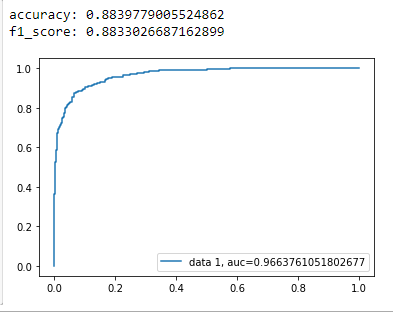 accuracy: 0.8839779005524862
f1_score: 0.8833026687162899
1.0
0.8
0.6
0.4
0.2
0.0
data 1, auc=0.9663761051802677
0.0 0.2 0.4 0.6 0.8 1.0